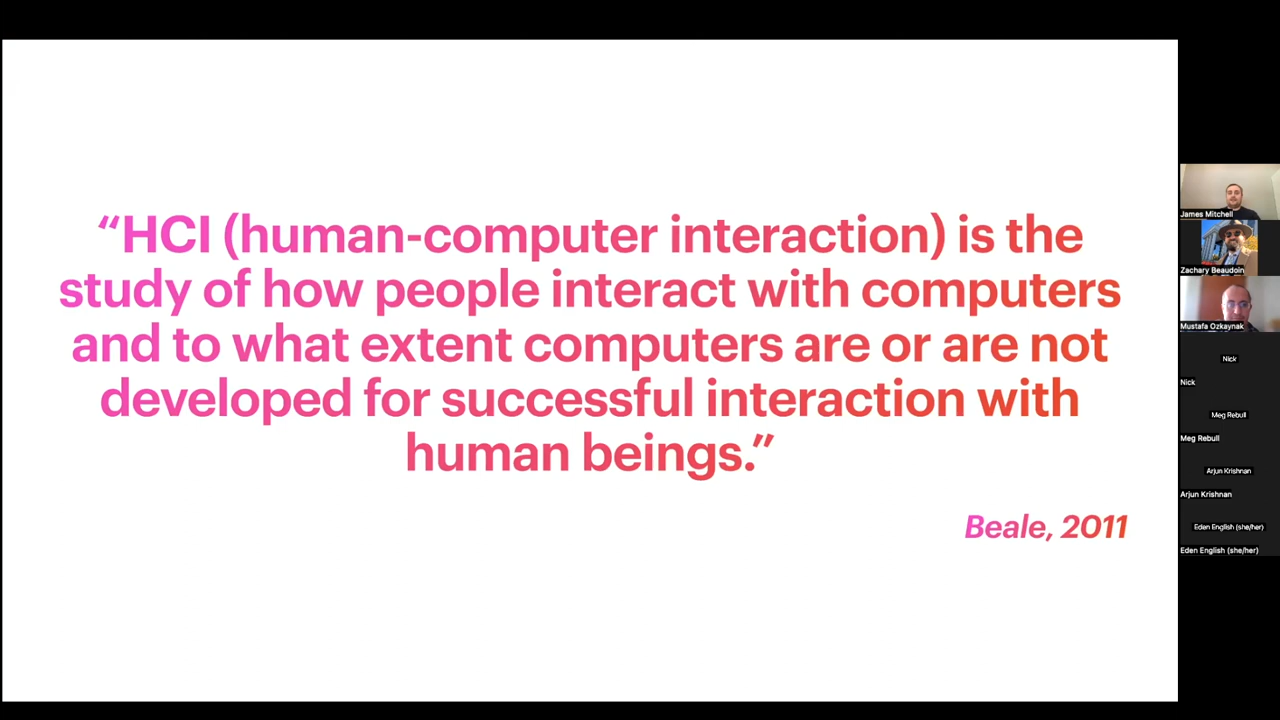 “HCI (human-computer interaction) is the
study of how people interact with computers
and to what extent computers are or are not
developed for successful interaction with
human beings.”
Beale, 2011
James Mitchell
Zachary Beaudoin
Mustafa Ozkaynak
Nick
Nick
Meg Rebull
Meg Rebull
Arjun Krishnan
Arjun Krishnan
Eden English (she/her)
Eden English (she/her)